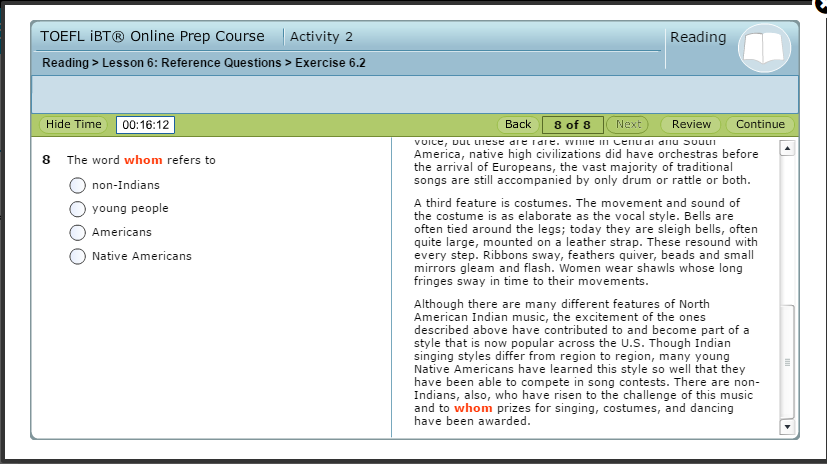 TOEFL iBT® Online Prep Course
Activity 2
Reading
Reading > Lesson 6: Reference Questions > Exercise 6.2
Hide Time
00:16:12
Back
8 of 8
Next
Review
Continue
8 The word whom refers to
non-Indians
young people
Americans
Native Americans
voice, but these are rare. While in Central and South
America, native high civilizations did have orchestras before
the arrival of Europeans, the vast majority of traditional
songs are still accompanied by only drum or rattle or both.
A third feature is costumes. The movement and sound of
the costume is as elaborate as the vocal style. Bells are
often tied around the legs; today they are sleigh bells, often
quite large, mounted on a leather strap. These resound with
every step. Ribbons sway, feathers quiver, beads and small
mirrors gleam and flash. Women wear shawls whose long
fringes sway in time to their movements.
Although there are many different features of North
American Indian music, the excitement of the ones
described above have contributed to and become part of a
style that is now popular across the U.S. Though Indian
singing styles differ from region to region, many young
Native Americans have learned this style so well that they
have been able to compete in song contests. There are non-
Indians, also, who have risen to the challenge of this music
and to whom prizes for singing, costumes, and dancing
have been awarded.